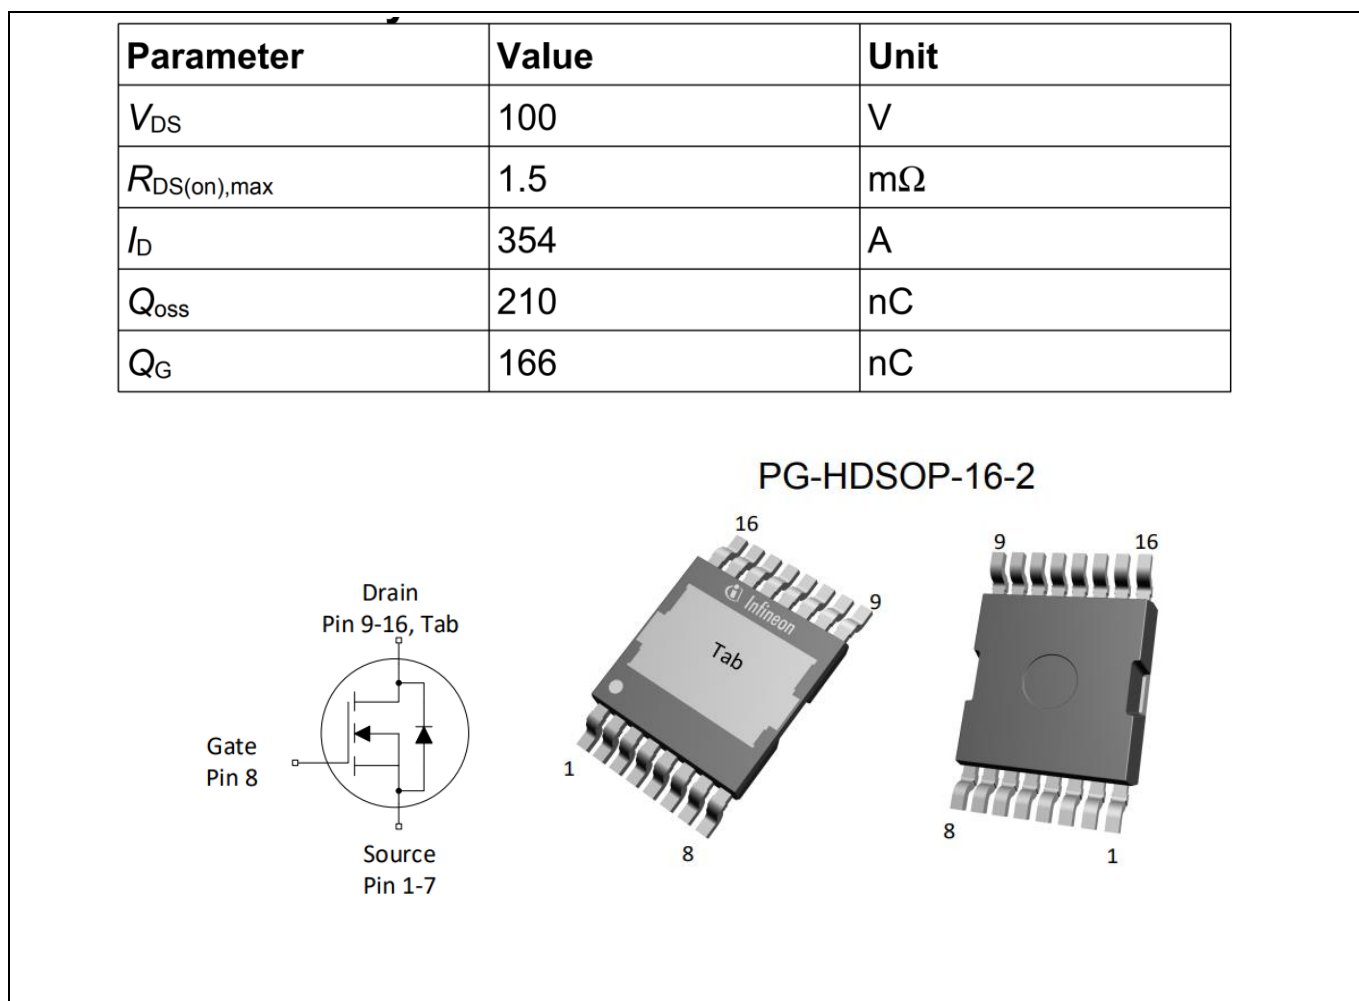 Parameter Value Unit
VDS 100 V
RDS(on),max 1.5 mΩ
ID 354 A
Qoss 210 nC
QG 166 nC
PG-HDSOP-16-2
16
9
Infineon
Tab
1
8
9
16
8
1
Drain
Pin 9-16, Tab
Gate
Pin 8
Source
Pin 1-7